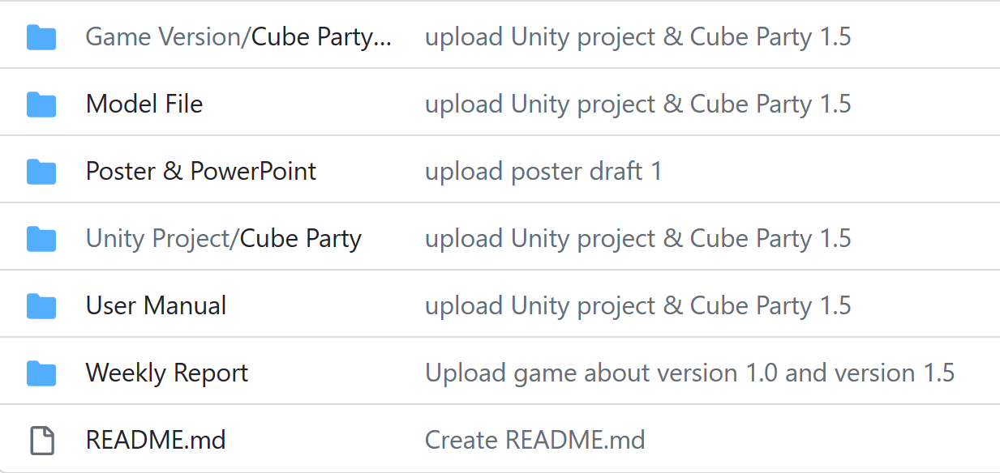 Game Version/Cube Party... upload Unity project & Cube Party 1.5
Model File upload Unity project & Cube Party 1.5
Poster & PowerPoint upload poster draft 1
Unity Project/Cube Party upload Unity project & Cube Party 1.5
User Manual upload Unity project & Cube Party 1.5
Weekly Report Upload game about version 1.0 and version 1.5
README.md Create README.md